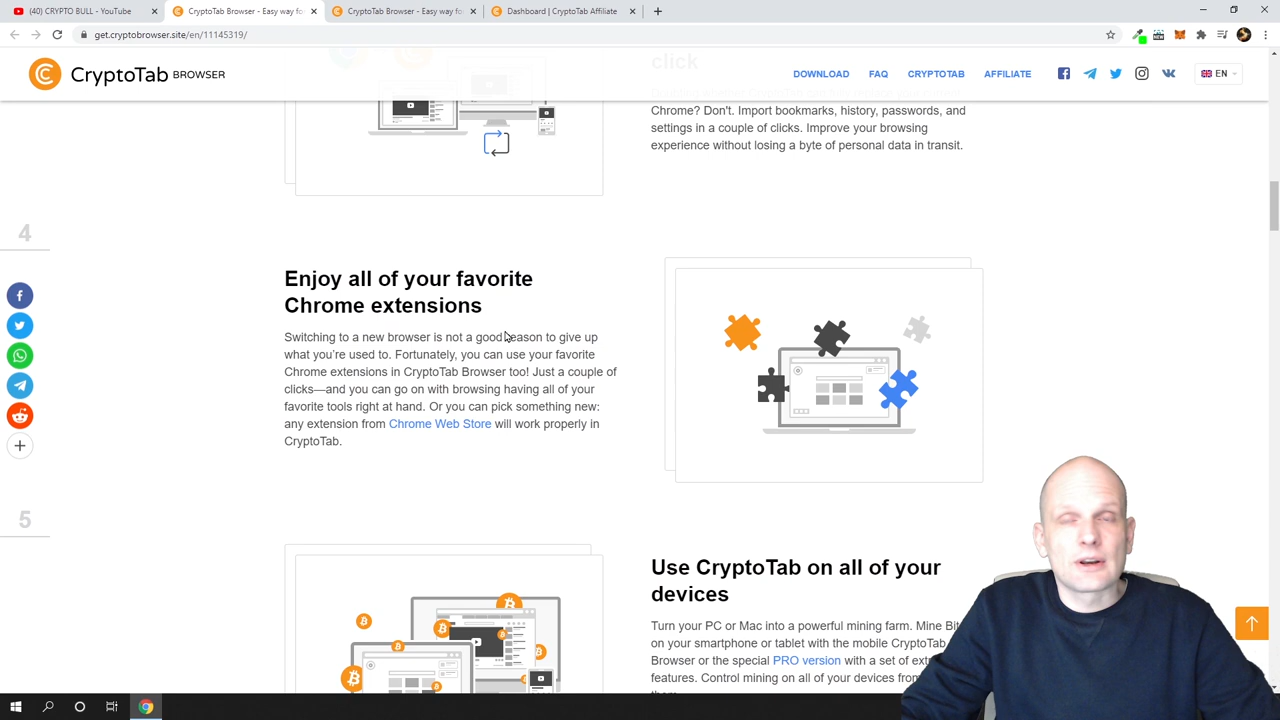 (40) CRYPTO BULL - YouTube
CryptoTab Browser - Easy way fo
CryptoTab Browser - Easy way for
Dashboard | CryptoTab Affiliate
get.cryptobrowser.site/en/11145319/
CryptoTab BROWSER
DOWNLOAD
FAQ
CRYPTOTAB
AFFILIATE
EN
click
Chrome? Don't. Import bookmarks, history, passwords, and
settings in a couple of clicks. Improve your browsing
experience without losing a byte of personal data in transit.
4
Enjoy all of your favorite
Chrome extensions
Switching to a new browser is not a good reason to give up
what you're used to. Fortunately, you can use your favorite
Chrome extensions in CryptoTab Browser too! Just a couple of
clicks—and you can go on with browsing having all of your
favorite tools right at hand. Or you can pick something new:
any extension from Chrome Web Store will work properly in
CryptoTab.
5
Use CryptoTab on all of your
devices
Turn your PC or Mac into a powerful mining farm. Mine Bit
on your smartphone or tablet with the mobile CryptoTab
Browser or the special PRO version with a set of ext
features. Control mining on all of your devices from